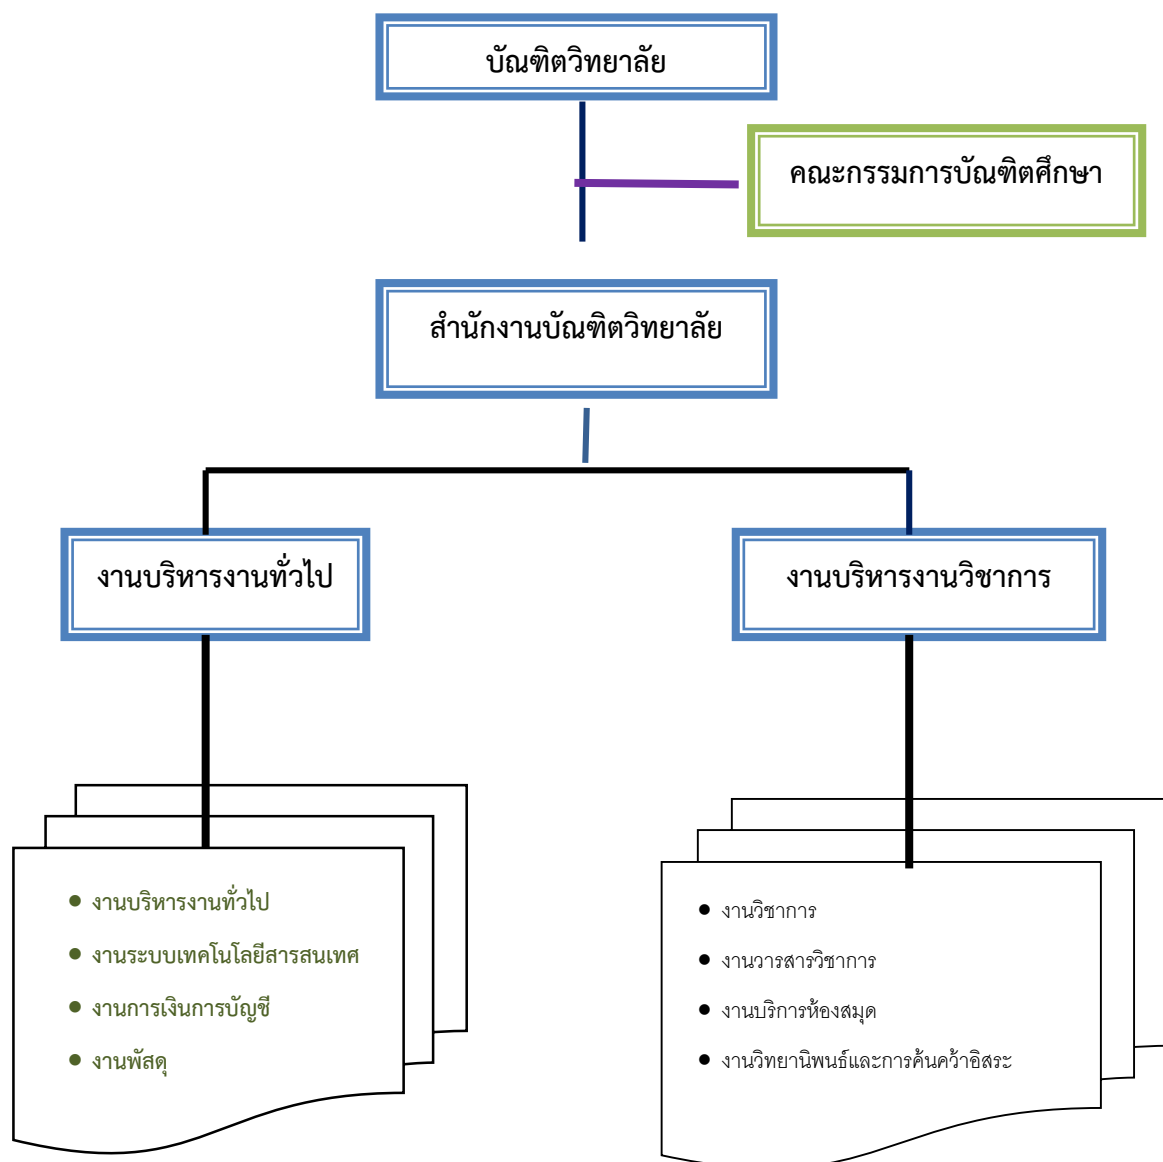 บัณฑิตวิทยาลัย
คณะกรรมการบัณฑิตศึกษา
สำนักงานบัณฑิตวิทยาลัย
งานบริหารงานทั่วไป
งานบริหารงานวิชาการ
• งานบริหารงานทั่วไป
• งานระบบเทคโนโลยีสารสนเทศ
• งานการเงินการบัญชี
• งานพัสดุ
• งานวิชาการ
• งานวารสารวิชาการ
• งานบริการห้องสมุด
• งานวิทยานิพนธ์และการค้นคว้าอิสระ